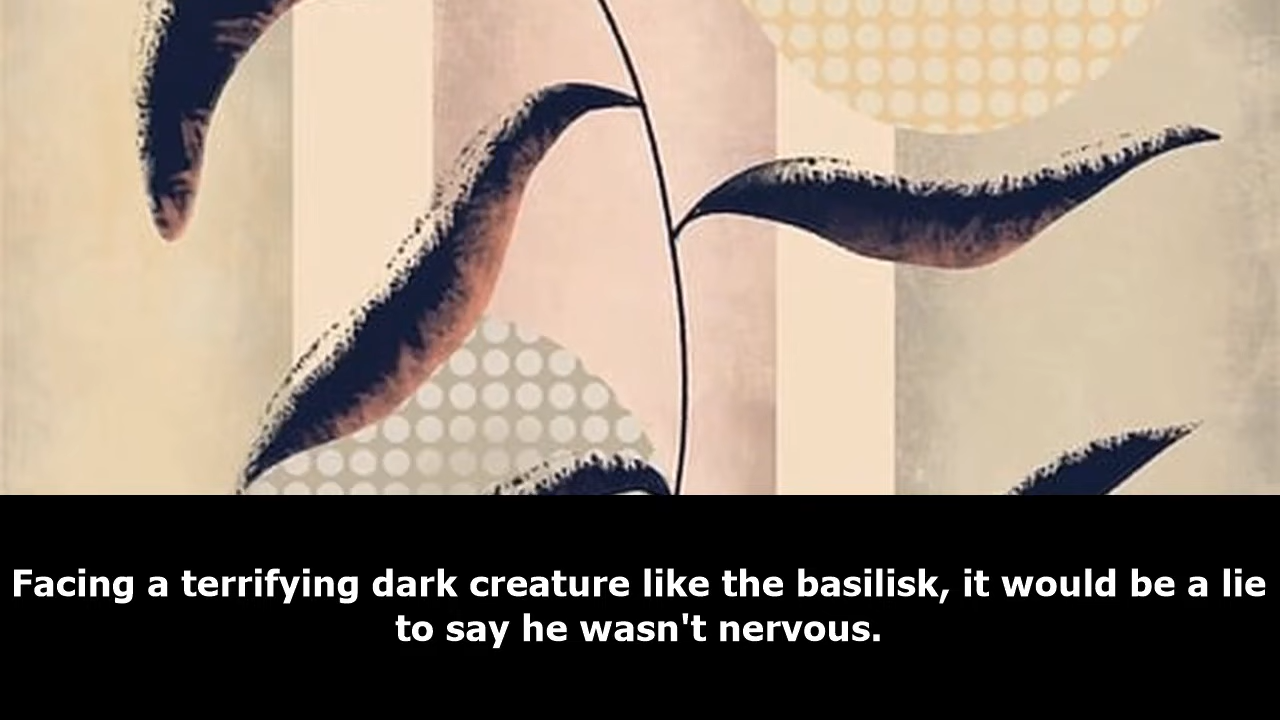 Facing a terrifying dark creature like the basilisk, it would be a lie
to say he wasn't nervous.